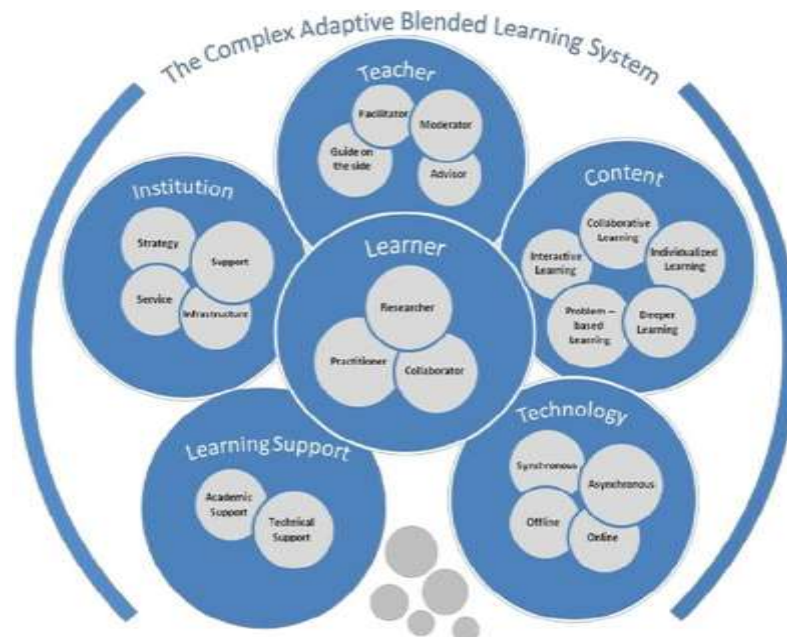 The Complex Adaptive Blended Learning System
Teacher
Facilitator
Moderator
Guide on
the side
Advisor
Institution
Strategy
Support
Service
Infrastructure
Content
Collaborative
Learning
Interactive
Learning
Individualized
Learning
Problem –
based
Learning
Deeper
Learning
Learner
Researcher
Practitioner
Collaborator
Learning Support
Academic
Support
Technical
Support
Technology
Synchronous
Asynchronous
Offline
Online